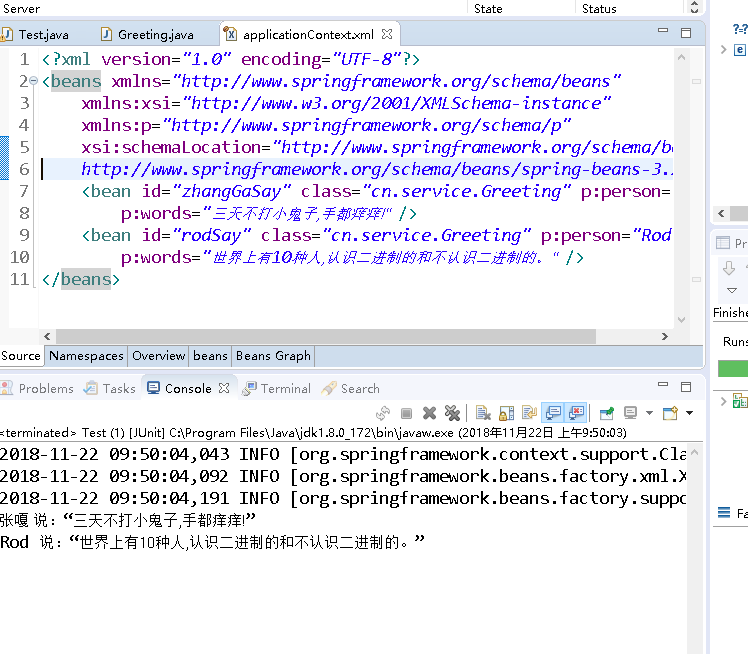 Server State Status
Test.java Greeting.java applicationContext.xml
1 <?xml version="1.0" encoding="UTF-8"?>
2 <beans xmlns="http://www.springframework.org/schema/beans"
3 xmlns:xsi="http://www.w3.org/2001/XMLSchema-instance"
4 xmlns:p="http://www.springframework.org/schema/p"
5 xsi:schemaLocation="http://www.springframework.org/schema/be
6 http://www.springframework.org/schema/beans/spring-beans-3.
7 <bean id="zhangGaSay" class="cn.service.Greeting" p:person=
8 p:words="三天不打小鬼子,手都痒痒!" />
9 <bean id="rodSay" class="cn.service.Greeting" p:person="Rod
10 p:words="世界上有10种人,认识二进制的和不认识二进制的。" />
11 </beans>
Source Namespaces Overview beans Beans Graph
Problems Tasks Console Terminal Search
<terminated> Test (1) [JUnit] C:\Program Files\Java\jdk1.8.0_172\bin\javaw.exe (2018年11月22日 上午9:50:03)
2018-11-22 09:50:04,043 INFO [org.springframework.context.support.Cla
2018-11-22 09:50:04,092 INFO [org.springframework.beans.factory.xml.X
2018-11-22 09:50:04,191 INFO [org.springframework.beans.factory.suppo
张嘎 说：“三天不打小鬼子,手都痒痒!”
Rod 说：“世界上有10种人,认识二进制的和不认识二进制的。”
Pr
Finishe
Runs
Fa